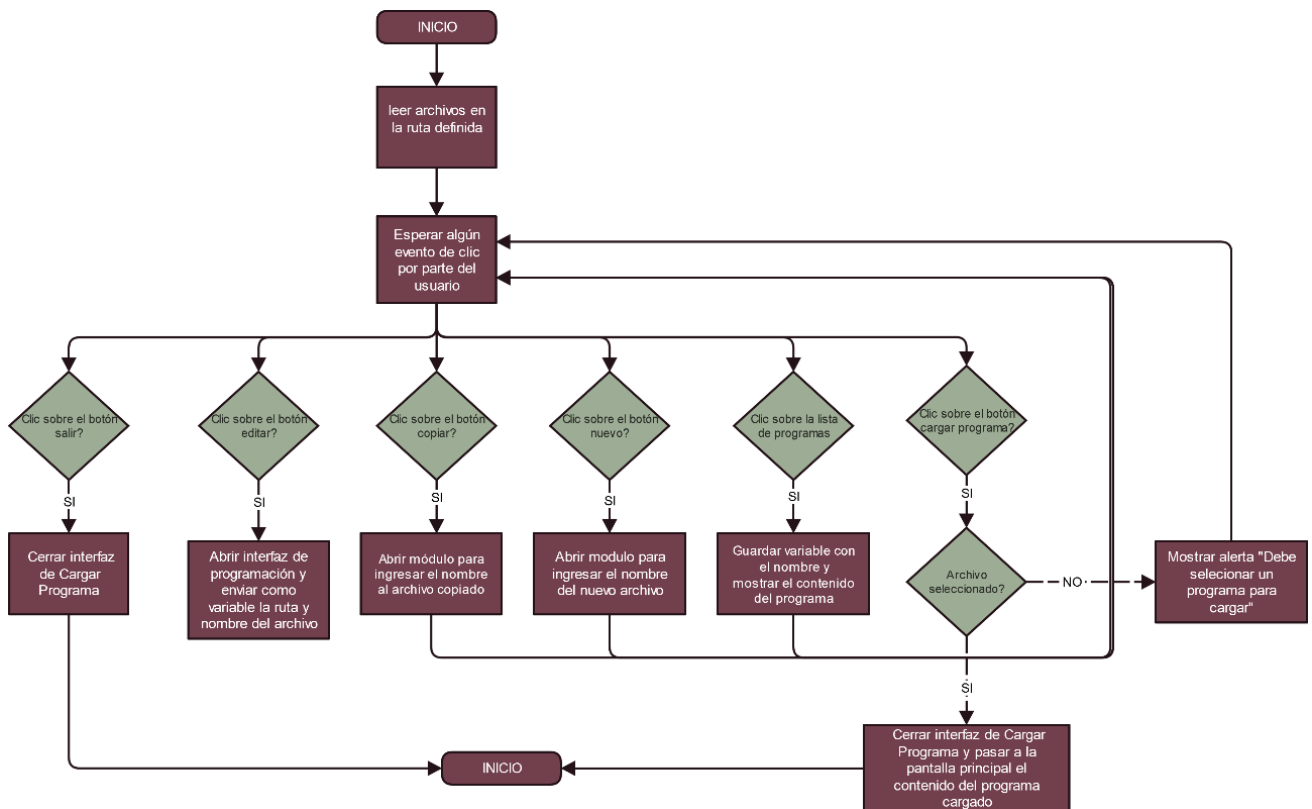 INICIO
leer archivos en
la ruta definida
Esperar algún
evento de clic
por parte del
usuario
Clic sobre el botón
salir?
Clic sobre el botón
editar?
Clic sobre el botón
copiar?
Clic sobre el botón
nuevo?
Clic sobre la lista
de programas
Clic sobre el botón
cargar programa?
SI
SI
SI
SI
SI
SI
Cerrar interfaz
de Cargar
Programa
Abrir interfaz de
programación y
enviar como
variable la ruta y
nombre del archivo
Abrir módulo para
ingresar el nombre
al archivo copiado
Abrir modulo para
ingresar el nombre
del nuevo archivo
Guardar variable con
el nombre y
mostrar el contenido
del programa
Archivo
seleccionado?
NO
Mostrar alerta "Debe
selecionar un
programa para
cargar"
SI
Cerrar interfaz de Cargar
Programa y pasar a la
pantalla principal el
contenido del programa
cargado
INICIO